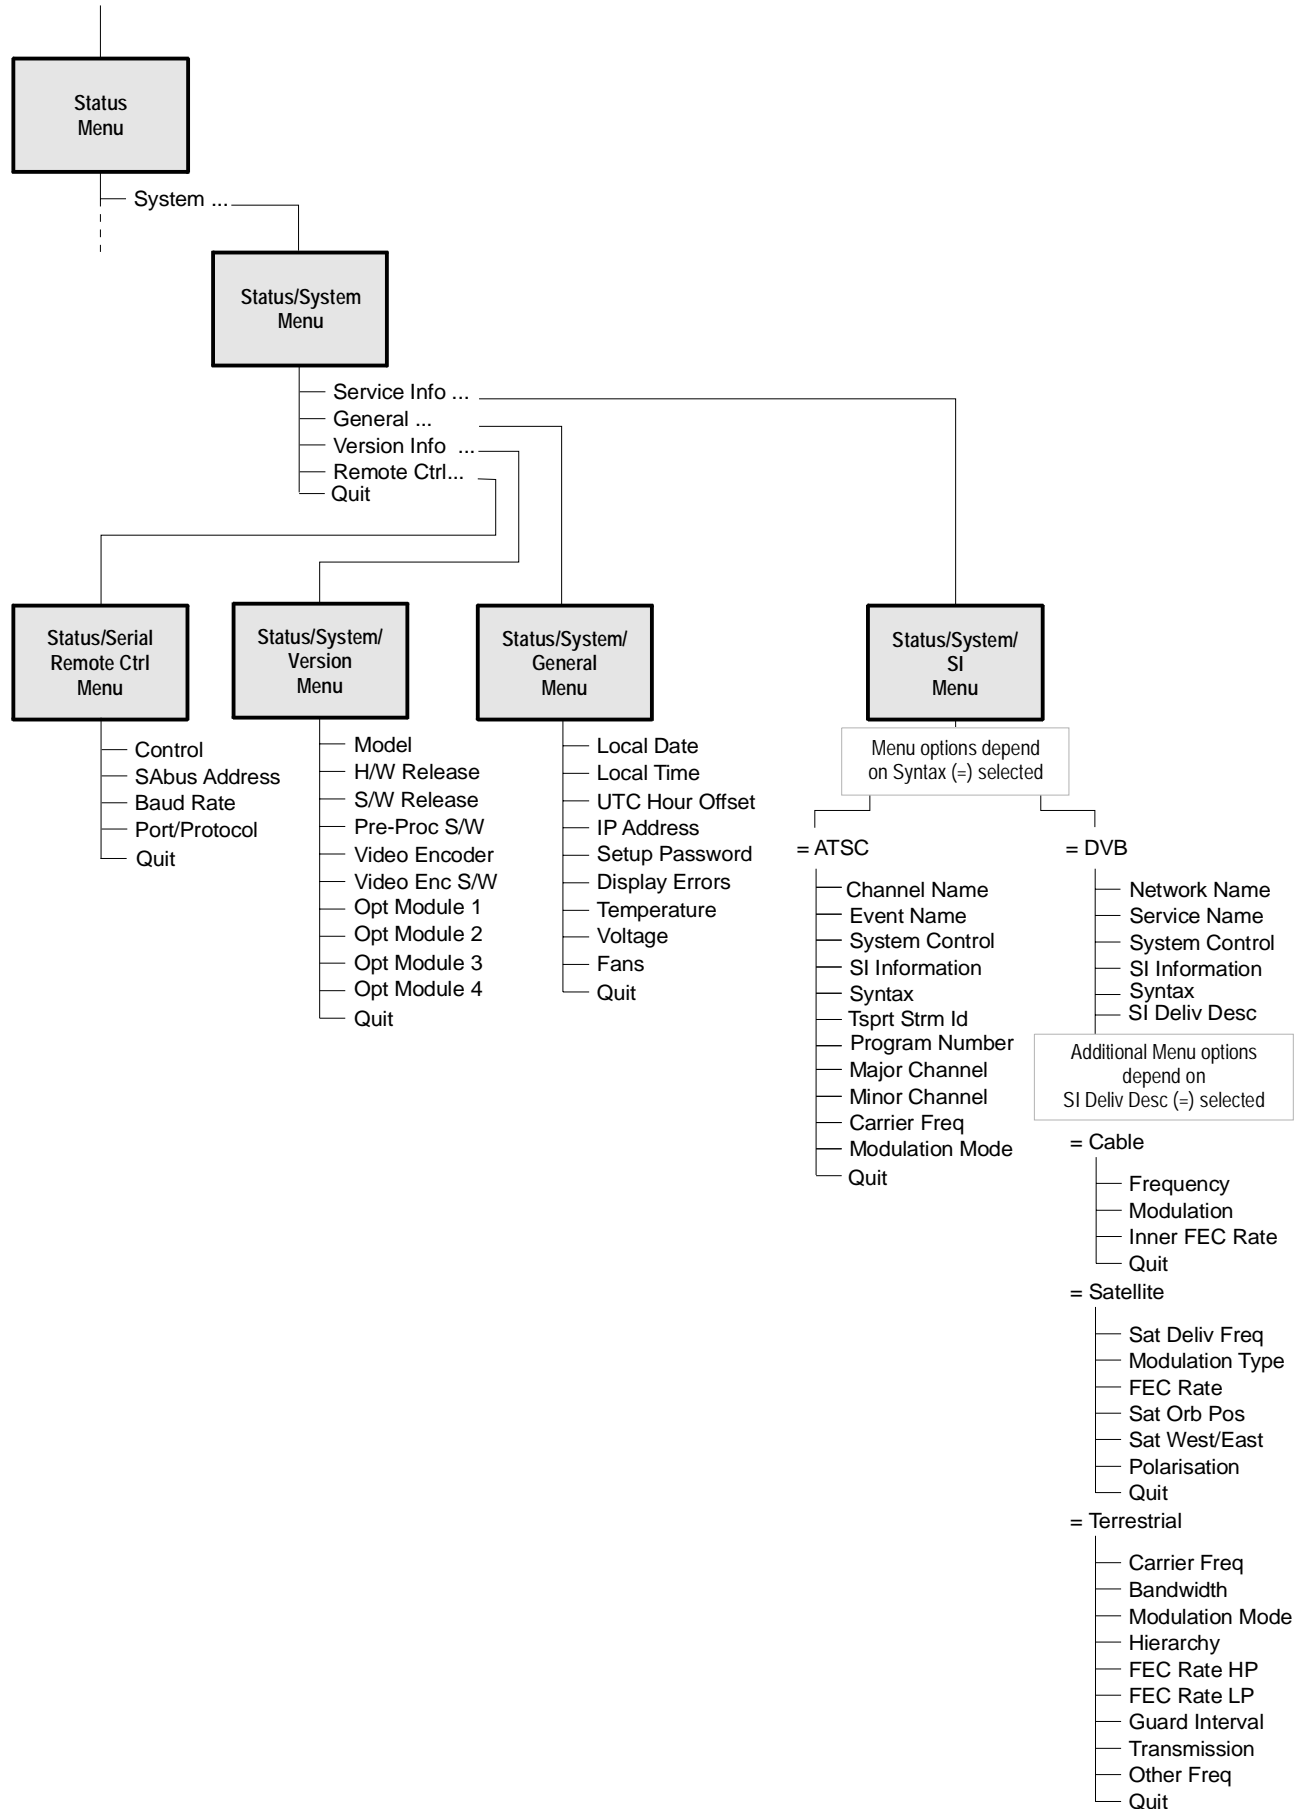 Status
Menu
System ...
Status/System
Menu
Service Info ...
General ...
Version Info ...
Remote Ctrl...
Quit
Status/Serial
Remote Ctrl
Menu
Control
SAbus Address
Baud Rate
Port/Protocol
Quit
Status/System/
Version
Menu
Model
H/W Release
S/W Release
Pre-Proc S/W
Video Encoder
Video Enc S/W
Opt Module 1
Opt Module 2
Opt Module 3
Opt Module 4
Quit
Status/System/
General
Menu
Local Date
Local Time
UTC Hour Offset
IP Address
Setup Password
Display Errors
Temperature
Voltage
Fans
Quit
Status/System/
SI
Menu
Menu options depend
on Syntax (=) selected
= ATSC
Channel Name
Event Name
System Control
SI Information
Syntax
Tsprt Strm Id
Program Number
Major Channel
Minor Channel
Carrier Freq
Modulation Mode
Quit
= DVB
Network Name
Service Name
System Control
SI Information
Syntax
SI Deliv Desc
Additional Menu options
depend on
SI Deliv Desc (=) selected
= Cable
Frequency
Modulation
Inner FEC Rate
Quit
= Satellite
Sat Deliv Freq
Modulation Type
FEC Rate
Sat Orb Pos
Sat West/East
Polarisation
Quit
= Terrestrial
Carrier Freq
Bandwidth
Modulation Mode
Hierarchy
FEC Rate HP
FEC Rate LP
Guard Interval
Transmission
Other Freq
Quit